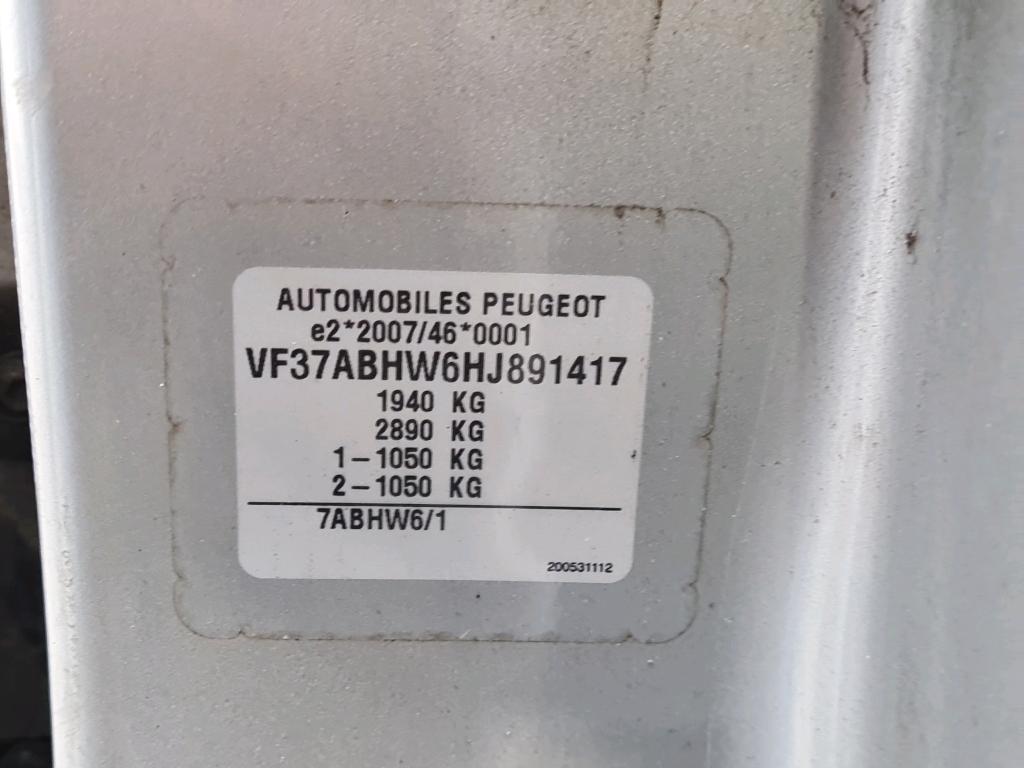 AUTOMOBILES PEUGEOT
e2*2007/46*0001
VF37ABHW6HJ891417
1940 KG
2890 KG
1-1050 KG
2-1050 KG
7ABHW6/1
200531112